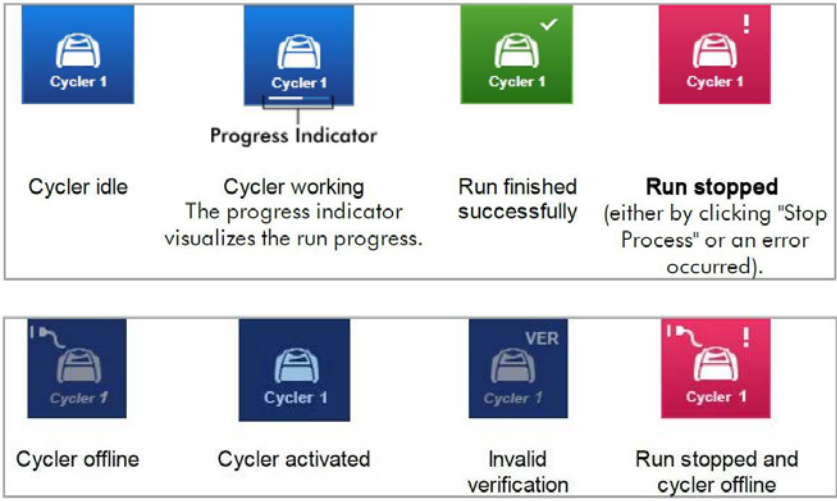 Cycler 1
Cycler 1
Cycler 1
Cycler 1
Progress Indicator
Cycler idle
Cycler working
The progress indicator
visualizes the run progress.
Run finished
successfully
Run stopped
(either by clicking "Stop
Process" or an error
occurred).
VER
Cycler 1
Cycler 1
Cycler 1
Cycler 1
Cycler offline
Cycler activated
Invalid
verification
Run stopped and
cycler offline